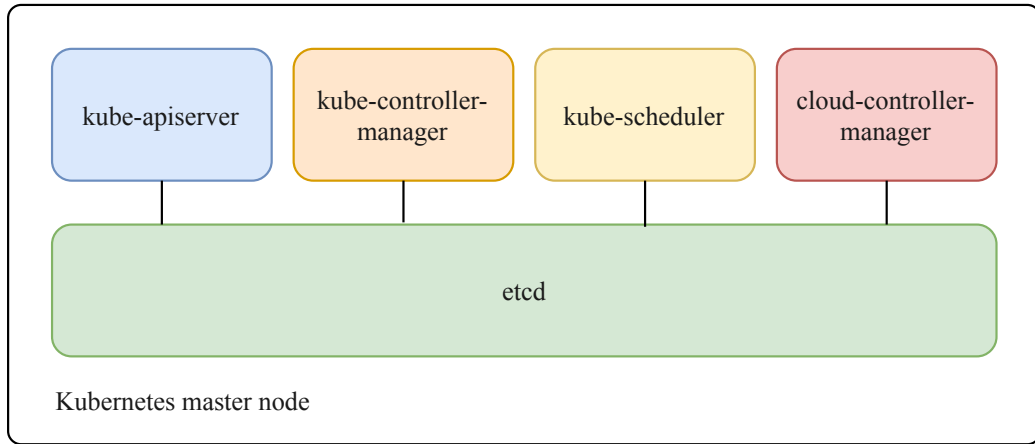 kube-apiserver
kube-controller-
manager
kube-scheduler
cloud-controller-
manager
etcd
Kubernetes master node